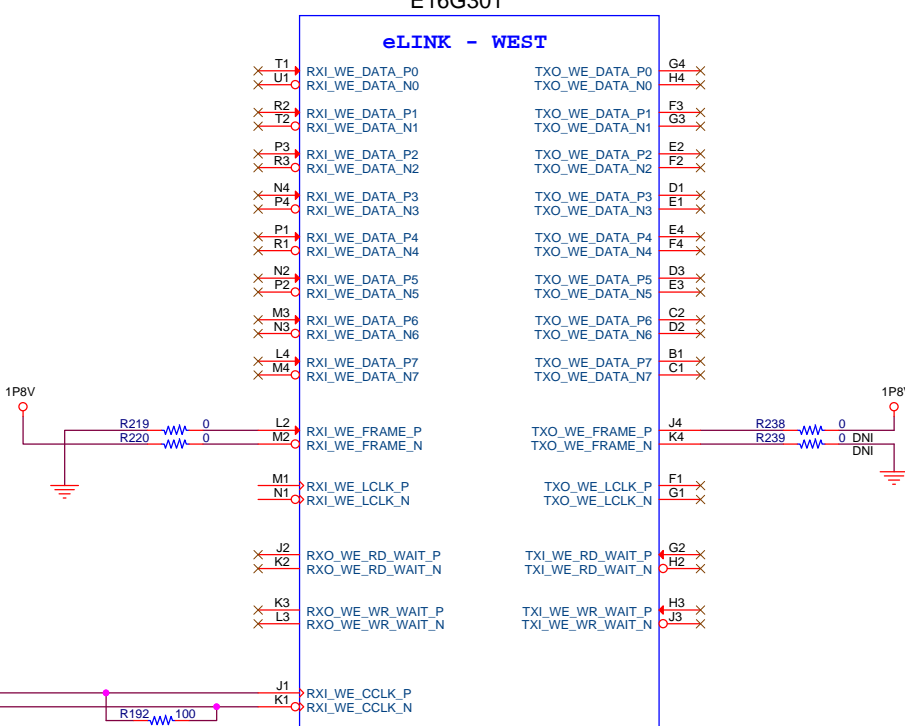 E16G301
eLINK - WEST
T1 RXI_WE_DATA_P0 TXO_WE_DATA_P0 G4
U1 RXI_WE_DATA_N0 TXO_WE_DATA_N0 H4
R2 RXI_WE_DATA_P1 TXO_WE_DATA_P1 F3
T2 RXI_WE_DATA_N1 TXO_WE_DATA_N1 G3
P3 RXI_WE_DATA_P2 TXO_WE_DATA_P2 E2
R3 RXI_WE_DATA_N2 TXO_WE_DATA_N2 F2
N4 RXI_WE_DATA_P3 TXO_WE_DATA_P3 D1
P4 RXI_WE_DATA_N3 TXO_WE_DATA_N3 E1
P1 RXI_WE_DATA_P4 TXO_WE_DATA_P4 E4
R1 RXI_WE_DATA_N4 TXO_WE_DATA_N4 F4
N2 RXI_WE_DATA_P5 TXO_WE_DATA_P5 D3
P2 RXI_WE_DATA_N5 TXO_WE_DATA_N5 E3
M3 RXI_WE_DATA_P6 TXO_WE_DATA_P6 C2
N3 RXI_WE_DATA_N6 TXO_WE_DATA_N6 D2
L4 RXI_WE_DATA_P7 TXO_WE_DATA_P7 B1
M4 RXI_WE_DATA_N7 TXO_WE_DATA_N7 C1
1P8V 1P8V
R219 0 L2 RXI_WE_FRAME_P TXO_WE_FRAME_P J4 R238 0
R220 0 M2 RXI_WE_FRAME_N TXO_WE_FRAME_N K4 R239 0 DNI
DNI
M1 RXI_WE_LCLK_P TXO_WE_LCLK_P F1
N1 RXI_WE_LCLK_N TXO_WE_LCLK_N G1
J2 RXO_WE_RD_WAIT_P TXI_WE_RD_WAIT_P G2
K2 RXO_WE_RD_WAIT_N TXI_WE_RD_WAIT_N H2
K3 RXO_WE_WR_WAIT_P TXI_WE_WR_WAIT_P H3
L3 RXO_WE_WR_WAIT_N TXI_WE_WR_WAIT_N J3
J1 RXI_WE_CCLK_P
K1 RXI_WE_CCLK_N
R192 100